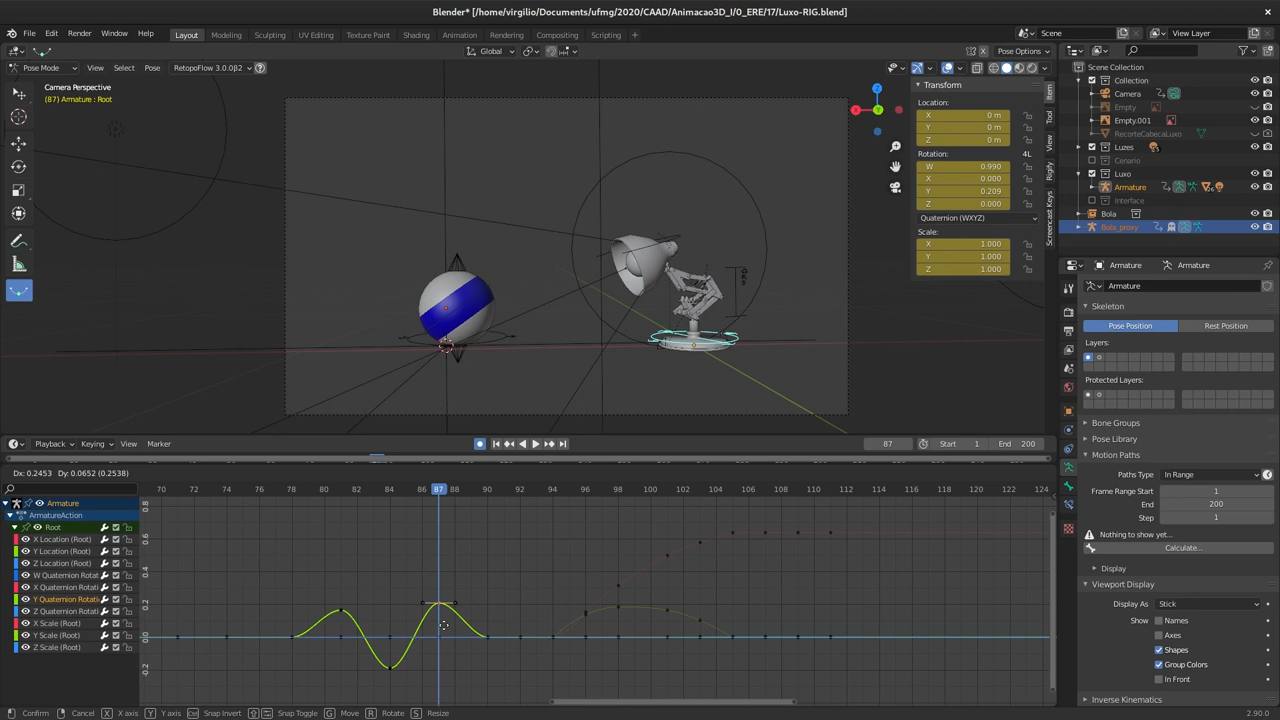 Blender* [/home/virgilio/Documents/ufmg/2020/CAAD/Animacao3D_I/0_ERE/17/Luxo-RIG.blend]
File Edit Render Window Help Layout Modeling Sculpting UV Editing Texture Paint Shading Animation Rendering Compositing Scripting + Scene View Layer
Global X Pose Options
Pose Mode View Select Pose RetopoFlow 3.0.0β2
Camera Perspective
(87) Armature : Root
Z
X
Y
Transform
Location:
X 0 m
Y 0 m
Z 0 m
Rotation: 4L
W 0.990
X 0.000
Y 0.209
Z 0.000
Quaternion (WXYZ)
Scale:
X 1.000
Y 1.000
Z 1.000
Item
Tool
View
Rigify
Screencast Keys
Scene Collection
Collection
Camera
Empty
Empty.001
RecorteCabecaLuxo
Luzes
Cenario
Luxo
Armature
Interface
Bola
Bola_proxy
Armature Armature
Armature
Skeleton
Pose Position Rest Position
Layers:
Protected Layers:
Bone Groups
Pose Library
Motion Paths
Paths Type In Range
Frame Range Start 1
End 200
Step 1
Nothing to show yet...
Calculate...
Display
Viewport Display
Display As Stick
Show Names
Axes
Shapes
Group Colors
In Front
Inverse Kinematics
Playback Keying View Marker 87 Start 1 End 200
Dx: 0.2453 Dy: 0.0652 (0.2538)
70 72 74 76 78 80 82 84 86 87 88 90 92 94 96 98 100 102 104 106 108 110 112 114 116 118 120 122 124
0.8
0.6
0.4
0.2
0.0
-0.2
Armature
ArmatureAction
Root
X Location (Root)
Y Location (Root)
Z Location (Root)
W Quaternion Rotat
X Quaternion Rotati
Y Quaternion Rotati
Z Quaternion Rotati
X Scale (Root)
Y Scale (Root)
Z Scale (Root)
Confirm Cancel X X axis Y Y axis Snap Invert Snap Toggle G Move R Rotate S Resize 2.90.0